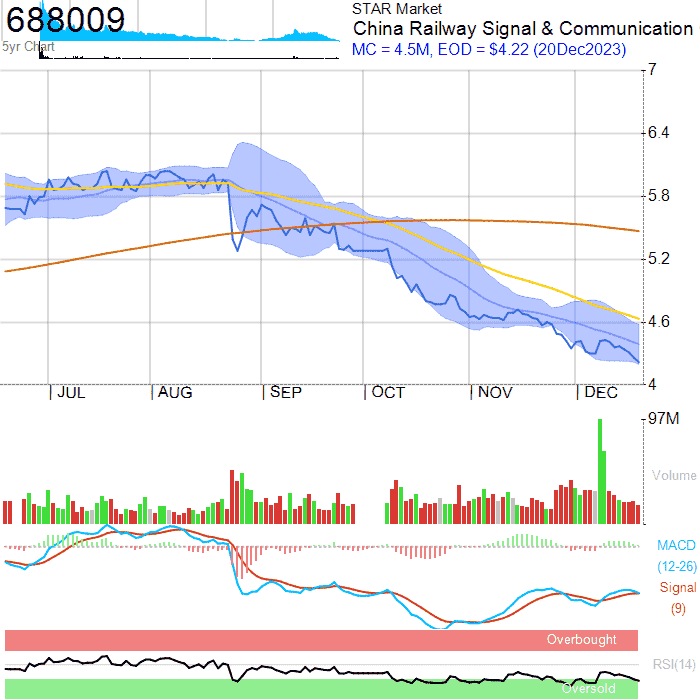 688009
5yr Chart
STAR Market
China Railway Signal & Communication
MC = 4.5M, EOD = $4.22 (20Dec2023)
7
6.4
5.8
5.2
4.6
4
JUL
AUG
SEP
OCT
NOV
DEC
97M
Volume
MACD
(12-26)
Signal
(9)
Overbought
RSI(14)
Oversold